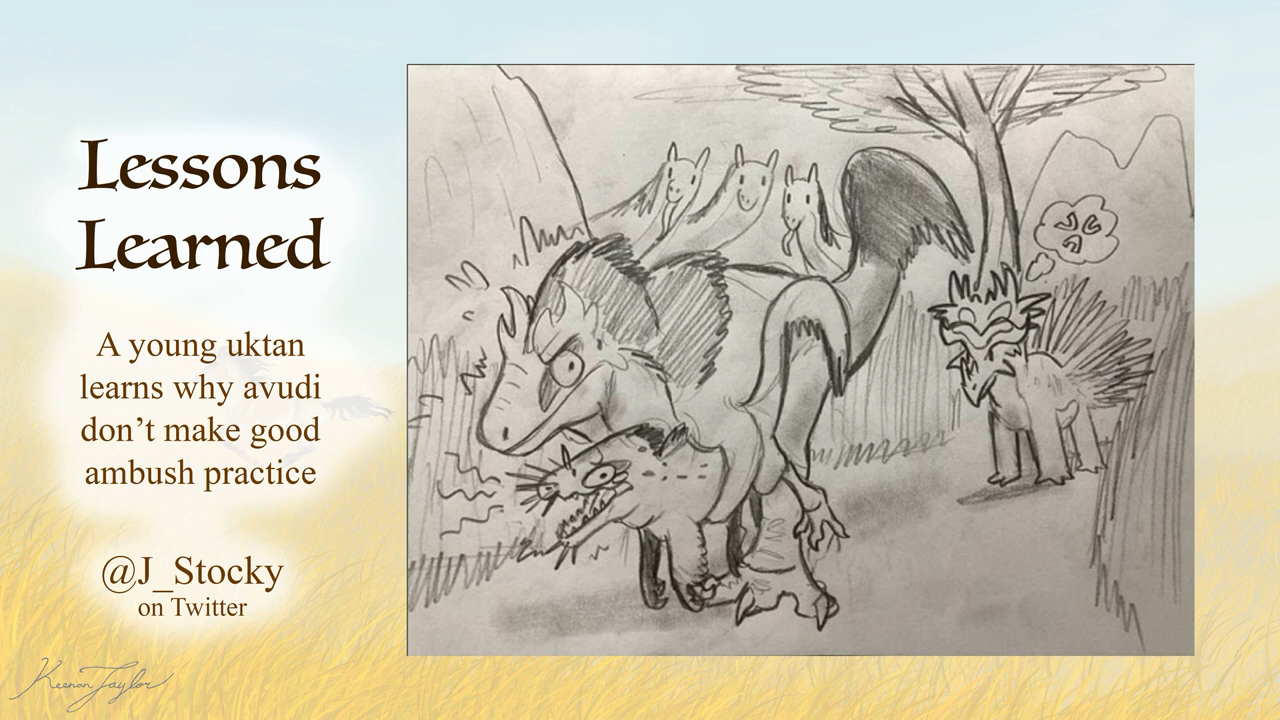 Lessons
Learned
A young uktan
learns why avudi
don’t make good
ambush practice
@J_Stocky
on Twitter
Keenan Taylor